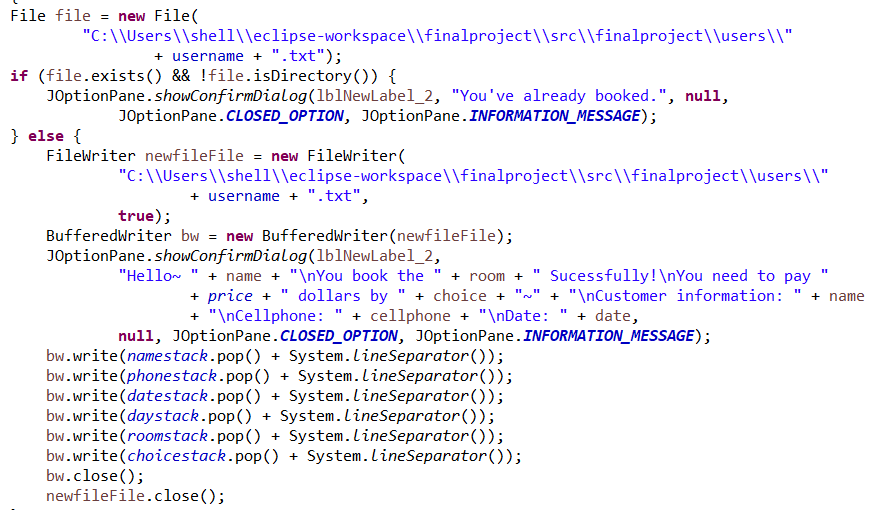 {
File file = new File(
"C:\\Users\\shell\\eclipse-workspace\\finalproject\\src\\finalproject\\users\\"
+ username + ".txt");
if (file.exists() && !file.isDirectory()) {
JOptionPane.showConfirmDialog(lblNewLabel_2, "You've already booked.", null,
JOptionPane.CLOSED_OPTION, JOptionPane.INFORMATION_MESSAGE);
} else {
FileWriter newfileFile = new FileWriter(
"C:\\Users\\shell\\eclipse-workspace\\finalproject\\src\\finalproject\\users\\"
+ username + ".txt",
true);
BufferedWriter bw = new BufferedWriter(newfileFile);
JOptionPane.showConfirmDialog(lblNewLabel_2,
"Hello~ " + name + "\nYou book the " + room + " Sucessfully!\nYou need to pay "
+ price + " dollars by " + choice + "~" + "\nCustomer information: " + name
+ "\nCellphone: " + cellphone + "\nDate: " + date,
null, JOptionPane.CLOSED_OPTION, JOptionPane.INFORMATION_MESSAGE);
bw.write(namestack.pop() + System.lineSeparator());
bw.write(phonestack.pop() + System.lineSeparator());
bw.write(datestack.pop() + System.lineSeparator());
bw.write(daystack.pop() + System.lineSeparator());
bw.write(roomstack.pop() + System.lineSeparator());
bw.write(choicestack.pop() + System.lineSeparator());
bw.close();
newfileFile.close();